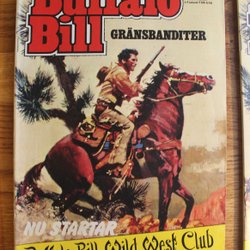 Buffalo
Bill
GRÄNSBANDITER
NU STARTAR
Buffalo Bill Wild West Club